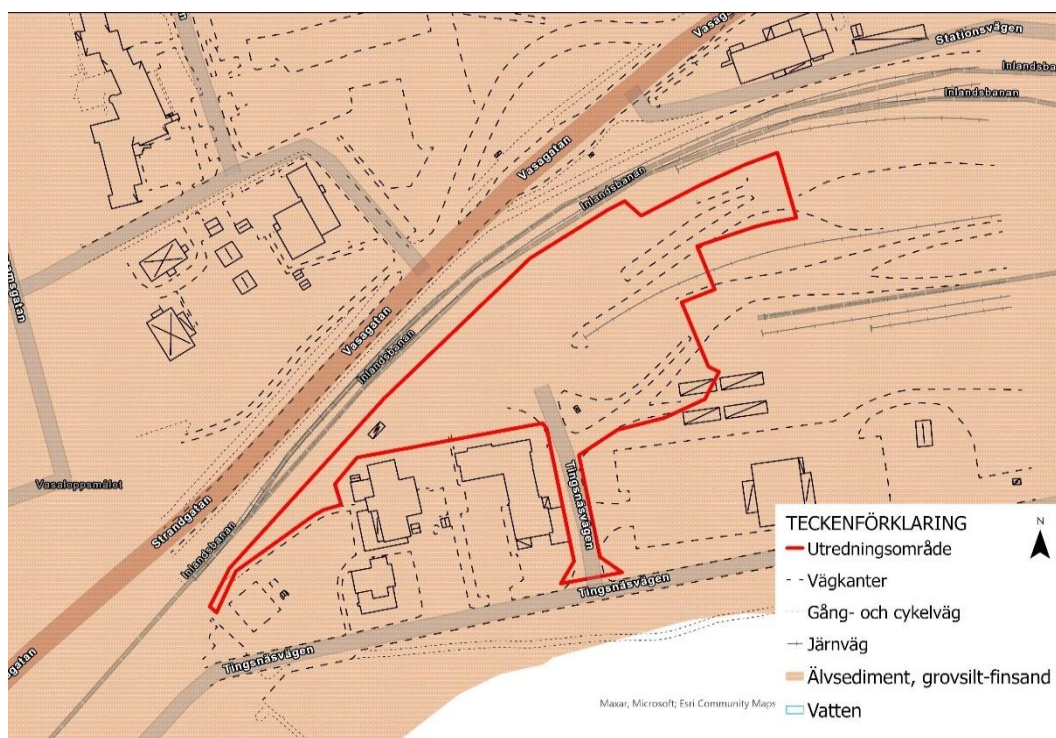 Vasagatan
Stationsvägen
Inlandsbanan
Vasagatan
Inlandsbanan
Vasagatan
Inlandsbanan
Vasaloppsmålet
Strandgatan
Inlandsbanan
Tingsnäsvägen
Tingsnäsvägen
Tingsnäsvägen
TECKENFÖRKLARING
N
Utredningsområde
Vägkanter
Gång- och cykelväg
Järnväg
Älvsediment, grovsilt-finsand
Vatten
Maxar, Microsoft; Esri Community Maps